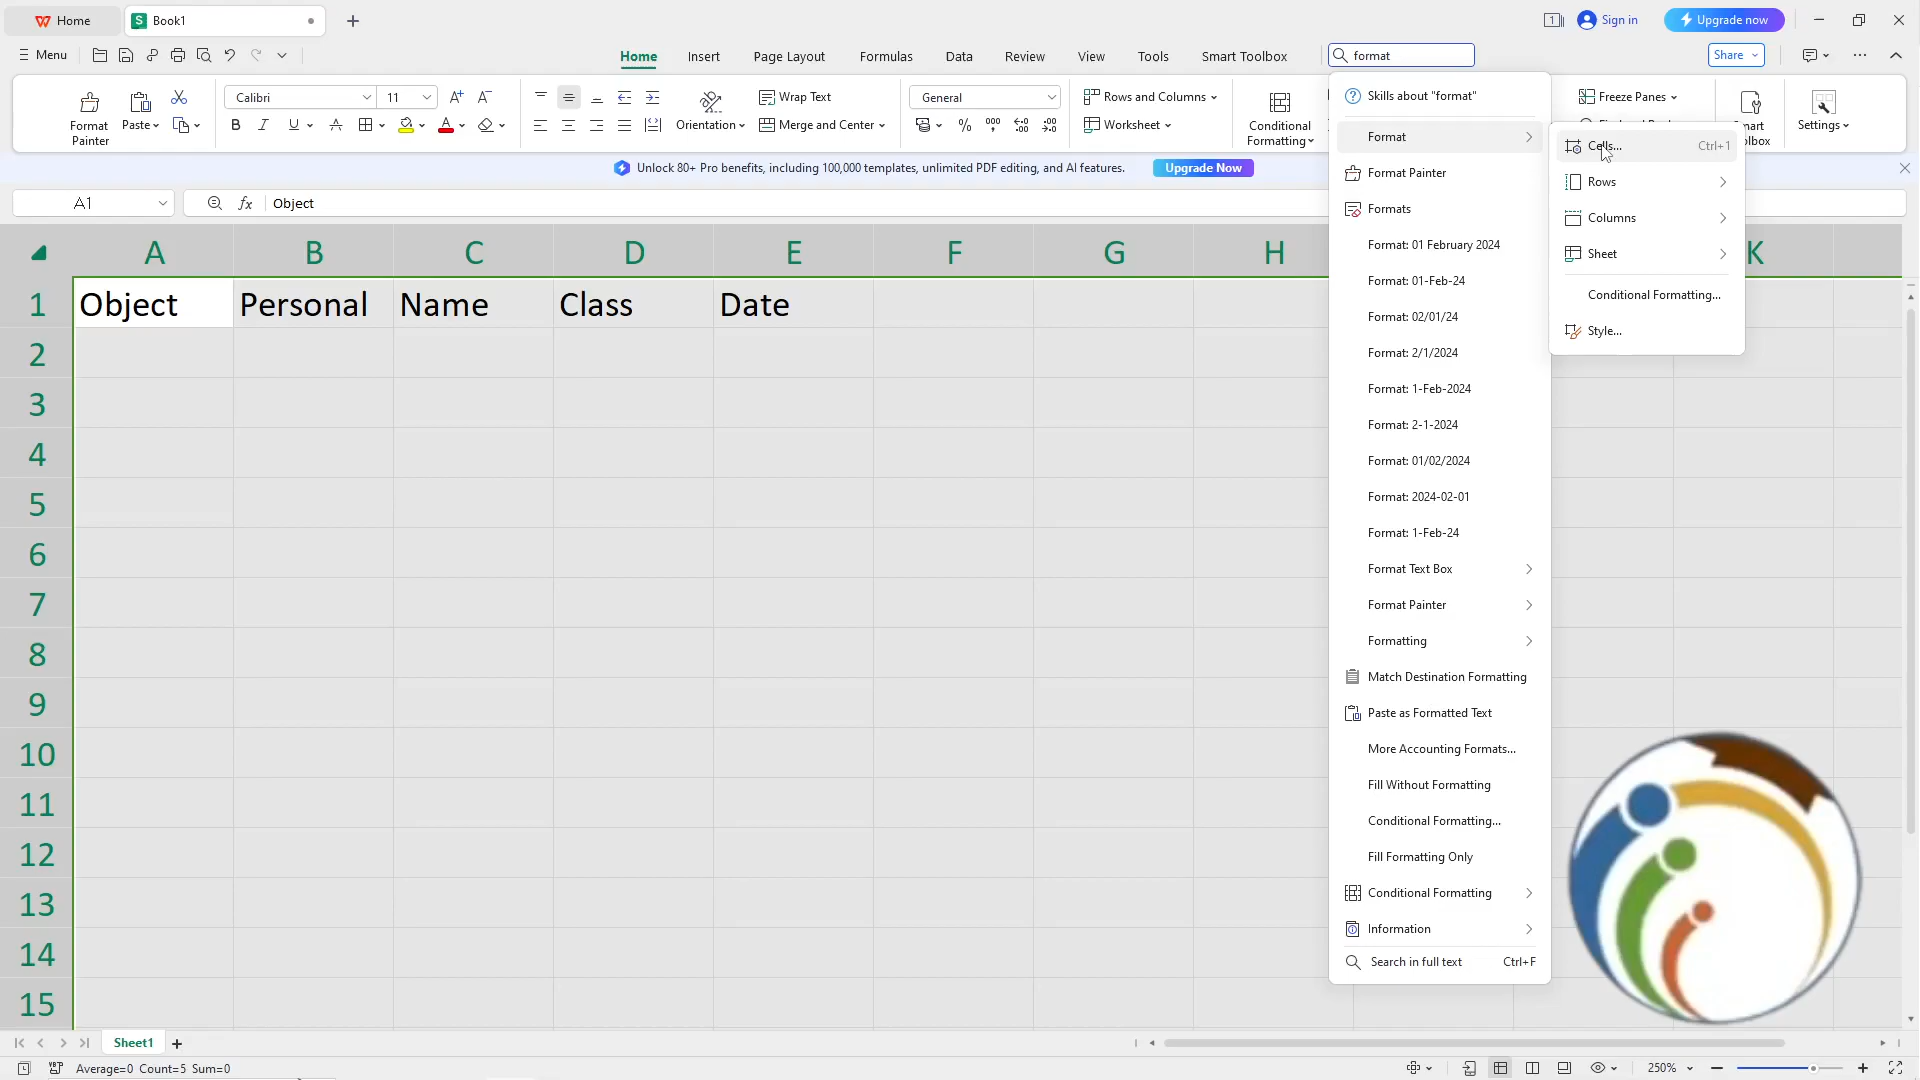 Home
Book1
Sign in
Upgrade now
Menu
Home
Insert
Page Layout
Formulas
Data
Review
View
Tools
Smart Toolbox
format
Share
Format
Painter
Paste
Calibri
11
Orientation
Wrap Text
Merge and Center
General
Rows and Columns
Worksheet
Conditional
Formatting
Freeze Panes
Settings
Unlock 80+ Pro benefits, including 100,000 templates, unlimited PDF editing, and AI features.
Upgrade Now
A1
fx
Object
A B C D E F G H K
1 Object Personal Name Class Date
2
3
4
5
6
7
8
9
10
11
12
13
14
15
Skills about "format"
Format
Format Painter
Formats
Format: 01 February 2024
Format: 01-Feb-24
Format: 02/01/24
Format: 2/1/2024
Format: 1-Feb-2024
Format: 2-1-2024
Format: 01/02/2024
Format: 2024-02-01
Format: 1-Feb-24
Format Text Box
Format Painter
Formatting
Match Destination Formatting
Paste as Formatted Text
More Accounting Formats...
Fill Without Formatting
Conditional Formatting...
Fill Formatting Only
Conditional Formatting
Information
Search in full text Ctrl+F
Cells... Ctrl+1
Rows
Columns
Sheet
Conditional Formatting...
Style...
Sheet1
Average=0 Count=5 Sum=0
250%